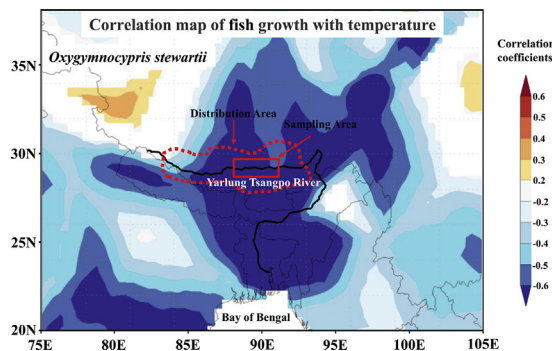 Correlation map of fish growth with temperature
Oxygymnocypris stewartii
Distribution Area
Sampling Area
Yarlung Tsangpo River
Bay of Bengal
35N
30N
25N
20N
75E
80E
85E
90E
95E
100E
105E
Correlation
coefficients
0.6
0.5
0.4
0.3
0.2
-0.2
-0.3
-0.4
-0.5
-0.6